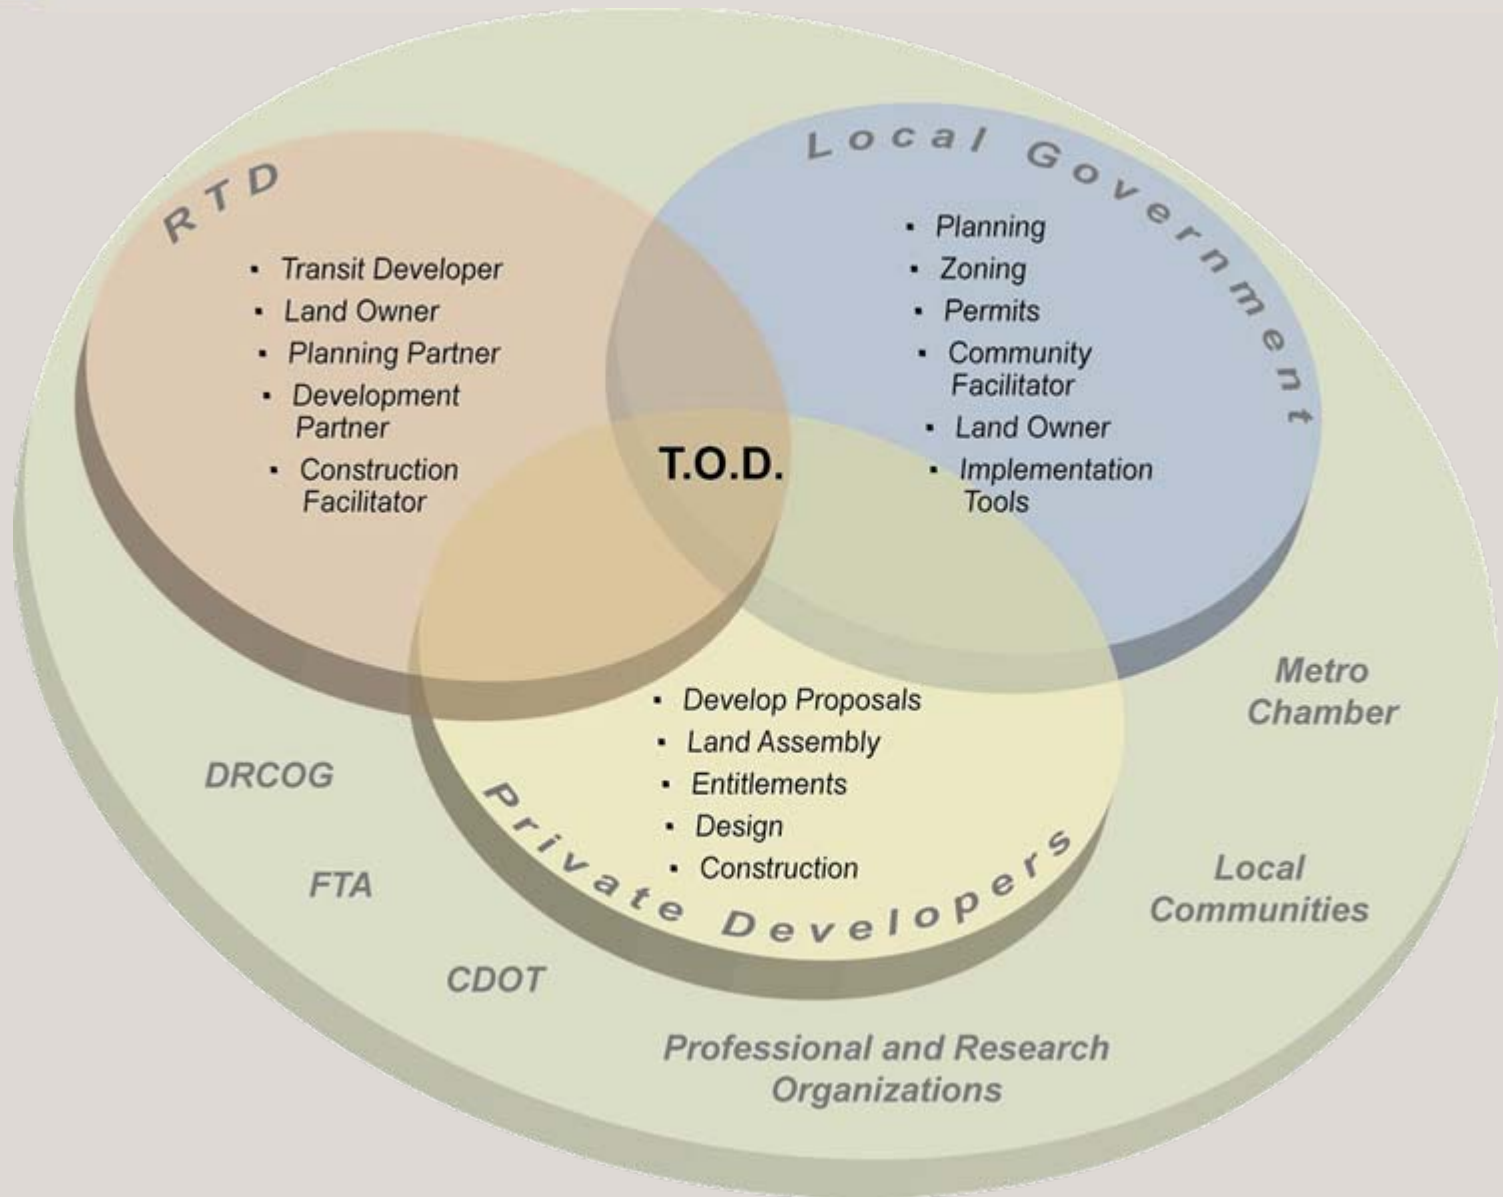 RTD
▪ Transit Developer
▪ Land Owner
▪ Planning Partner
▪ Development
Partner
▪ Construction
Facilitator
Local Government
▪ Planning
▪ Zoning
▪ Permits
▪ Community
Facilitator
▪ Land Owner
▪ Implementation
Tools
T.O.D.
▪ Develop Proposals
▪ Land Assembly
▪ Entitlements
▪ Design
▪ Construction
Private Developers
DRCOG
FTA
CDOT
Professional and Research
Organizations
Metro
Chamber
Local
Communities